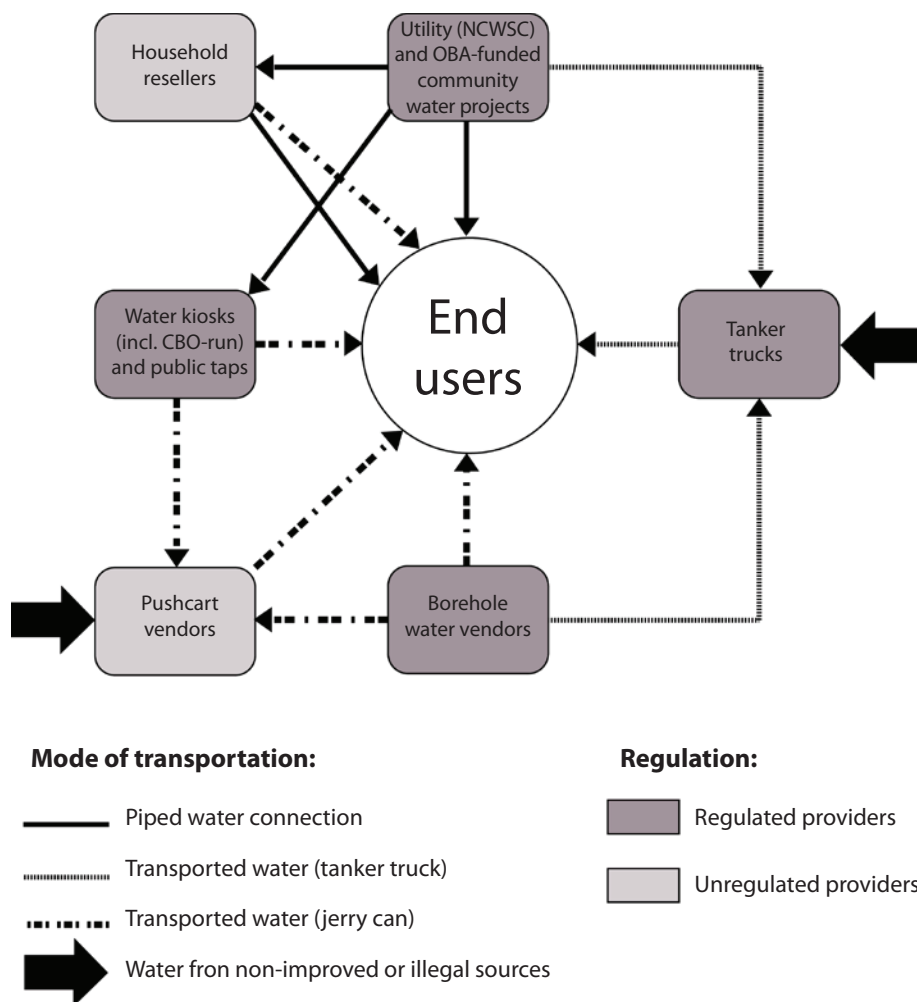 Household
resellers
Utility (NCWSC)
and OBA-funded
community
water projects
Water kiosks
(incl. CBO-run)
and public taps
End
users
Tanker
trucks
Pushcart
vendors
Borehole
water vendors
Mode of transportation:
Piped water connection
Transported water (tanker truck)
Transported water (jerry can)
Water fron non-improved or illegal sources
Regulation:
Regulated providers
Unregulated providers